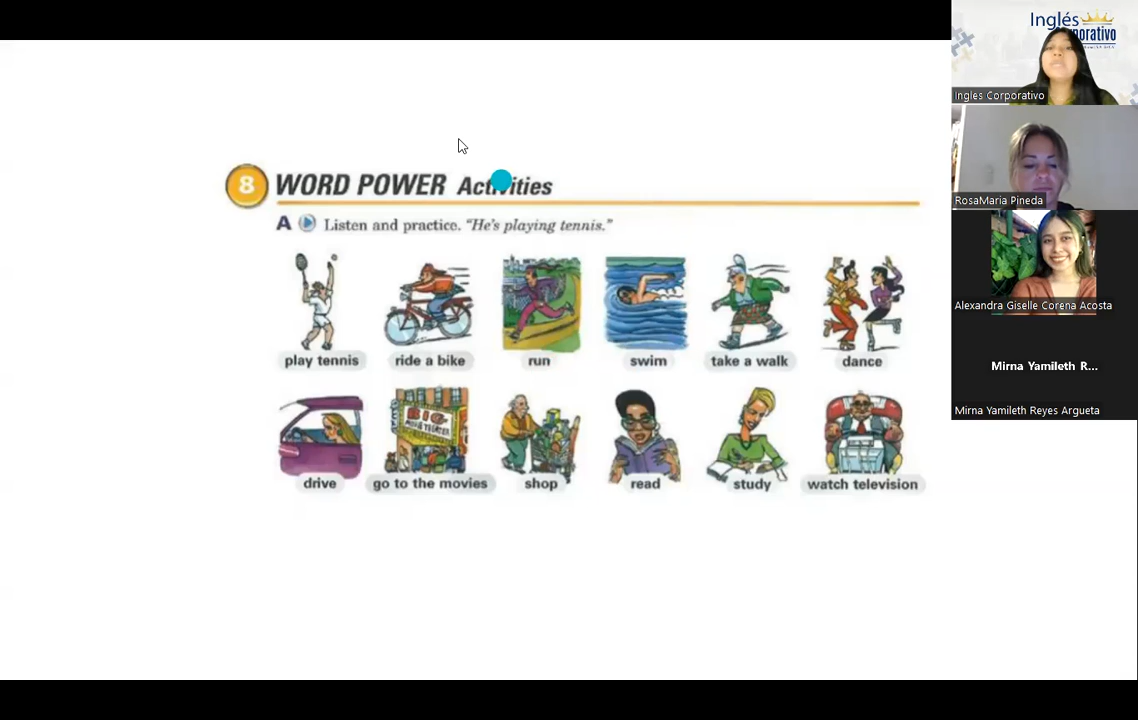 Inglés
Corporativo
Ingles Corporativo
RosaMaria Pineda
Alexandra Giselle Corena Acosta
Mirna Yamileth R...
Mirna Yamileth Reyes Argueta
8 WORD POWER Activities
A Listen and practice. "He's playing tennis."
play tennis ride a bike run swim take a walk dance
BIG
drive go to the movies shop read study watch television